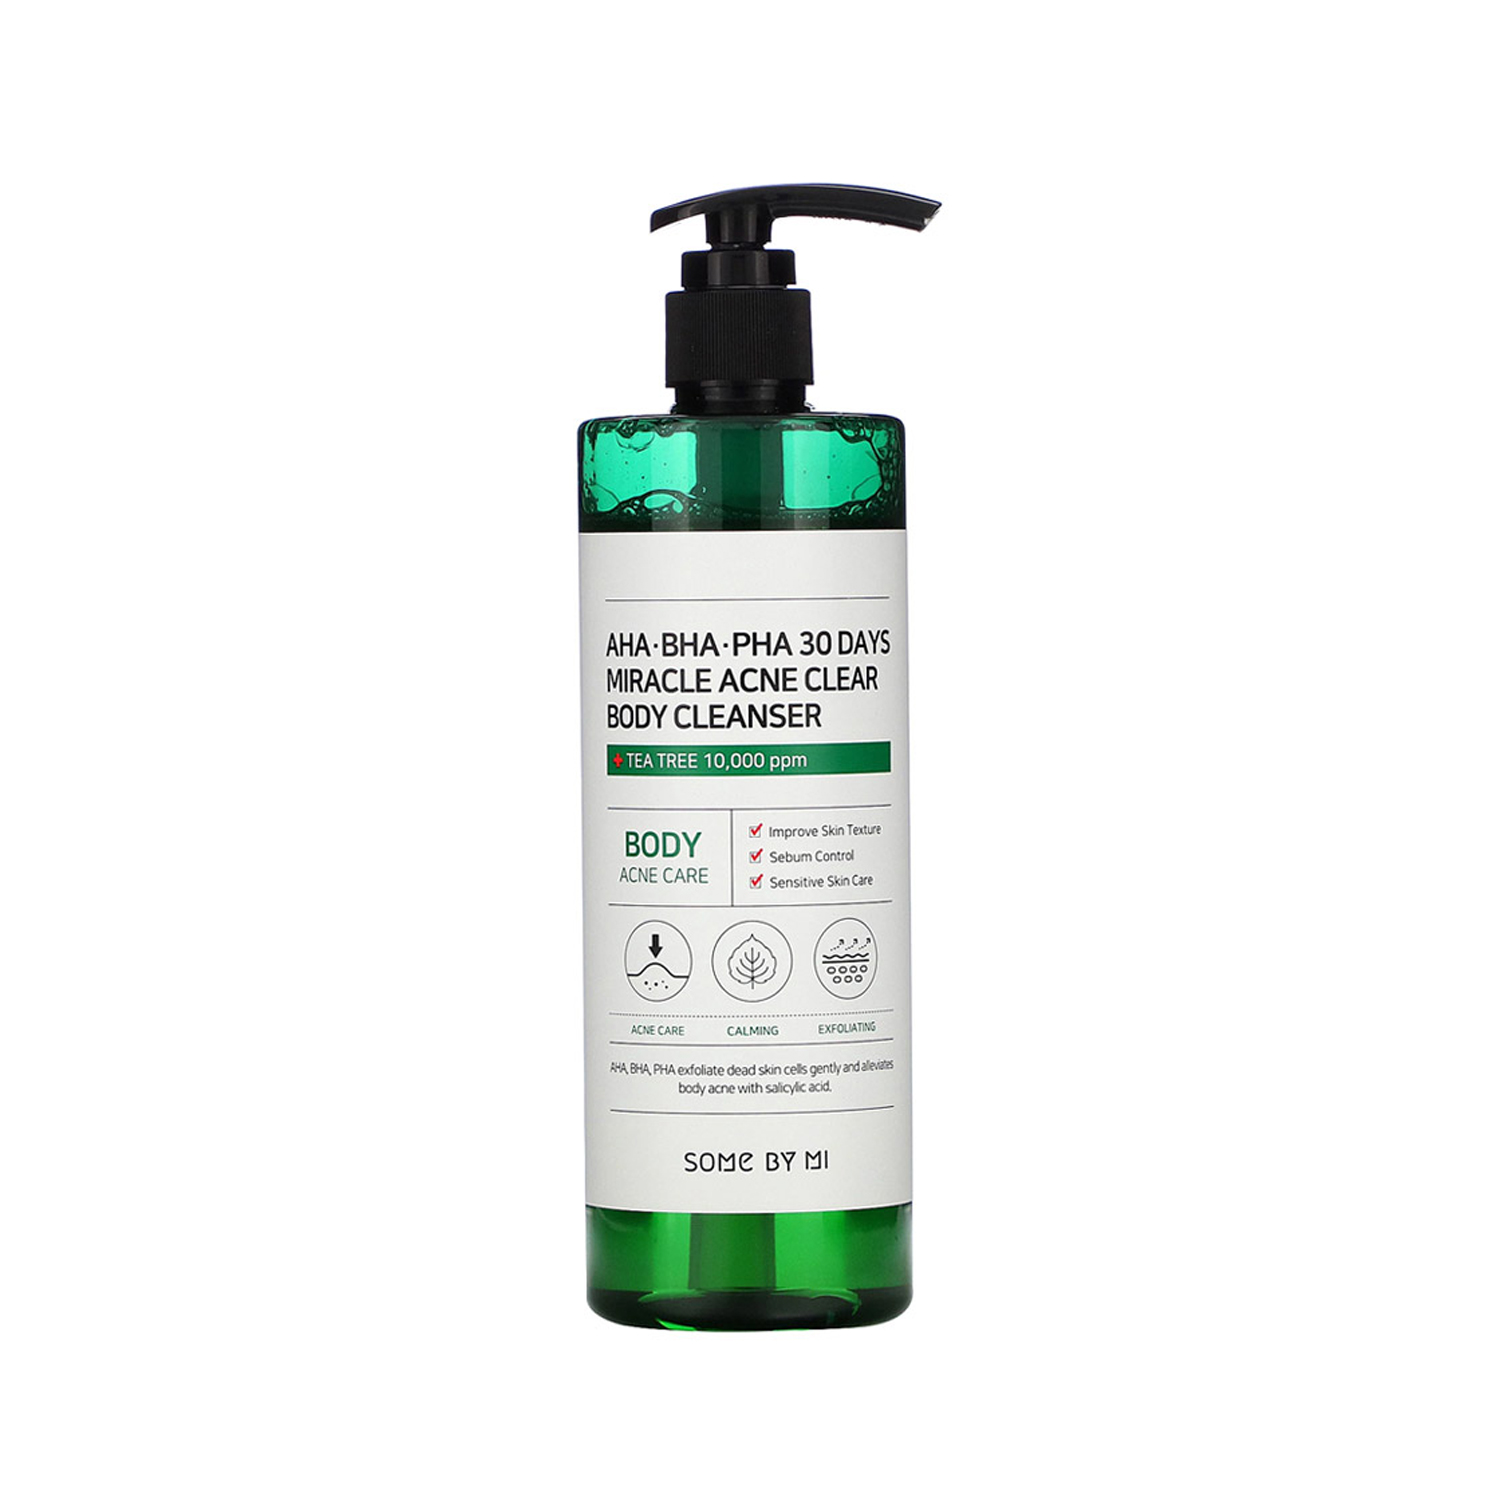 AHA·BHA·PHA 30 DAYS
MIRACLE ACNE CLEAR
BODY CLEANSER
+ TEA TREE 10,000 ppm
BODY
ACNE CARE
Improve Skin Texture
Sebum Control
Sensitive Skin Care
ACNE CARE
CALMING
EXFOLIATING
AHA, BHA, PHA exfoliate dead skin cells gently and alleviates
body acne with salicylic acid.
SOME BY MI